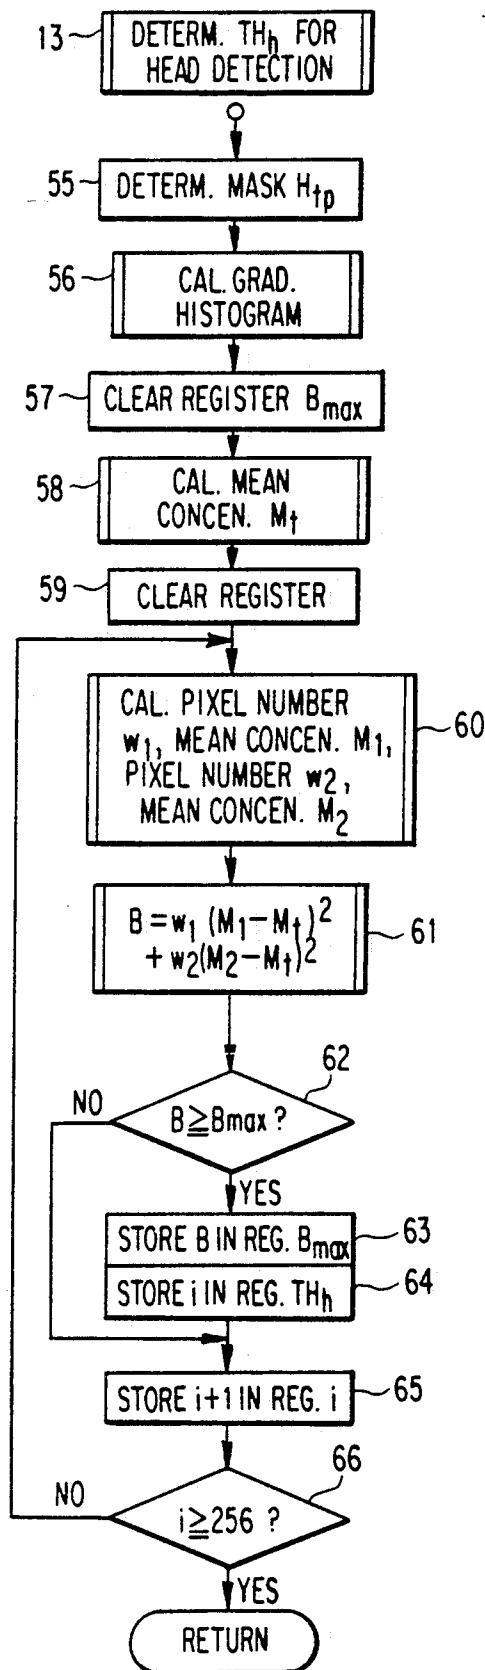 13 DETERM. THh FOR
HEAD DETECTION
55 DETERM. MASK Htp
56 CAL. GRAD.
HISTOGRAM
57 CLEAR REGISTER Bmax
58 CAL. MEAN
CONCEN. Mt
59 CLEAR REGISTER
CAL. PIXEL NUMBER
w1, MEAN CONCEN. M1,
PIXEL NUMBER w2,
MEAN CONCEN. M2
60
B = w1 (M1-Mt)2
+ w2(M2-Mt)2
61
62
NO
B≧Bmax ?
YES
STORE B IN REG. Bmax 63
STORE i IN REG. THh 64
STORE i+1 IN REG. i 65
66
NO
i≧256 ?
YES
RETURN